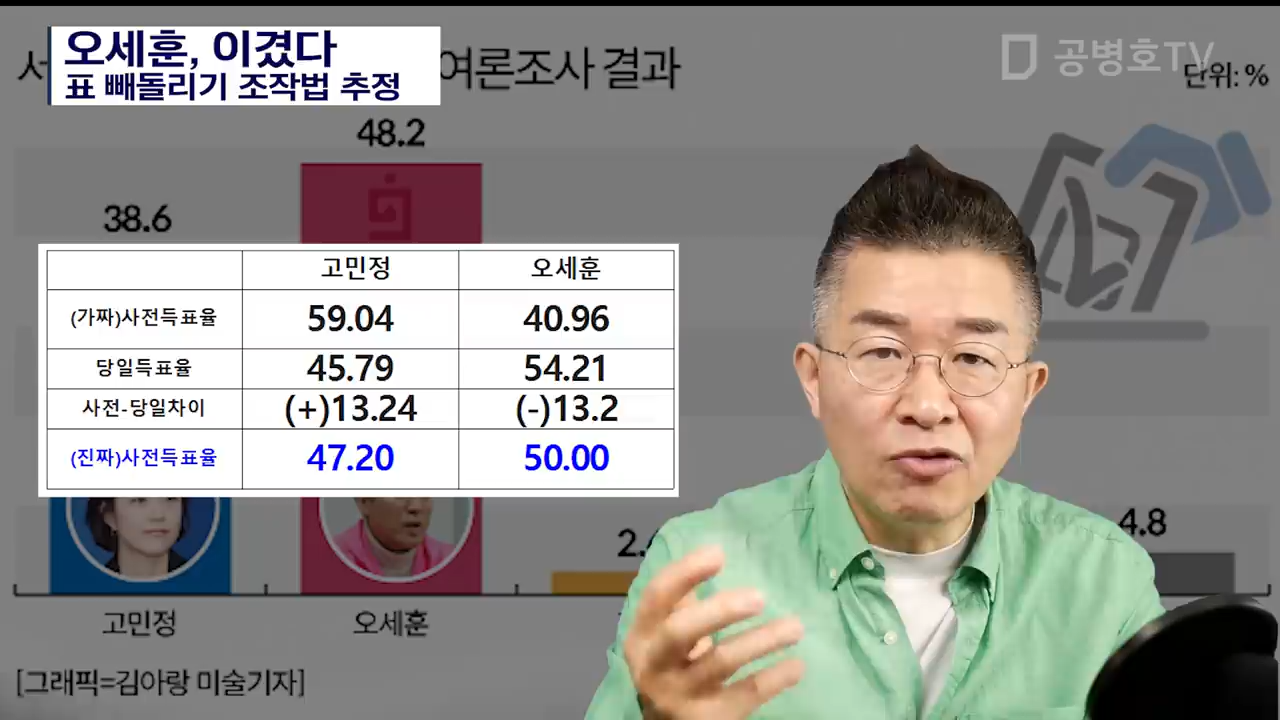 오세훈, 이겼다
표 빼돌리기 조작법 추정
여론조사 결과
공병호TV
단위: %
48.2
38.6
고민정 오세훈
(가짜)사전득표율 59.04 40.96
당일득표율 45.79 54.21
사전-당일차이 (+)13.24 (-)13.2
(진짜)사전득표율 47.20 50.00
4.8
고민정 오세훈
[그래픽=김아랑 미술기자]